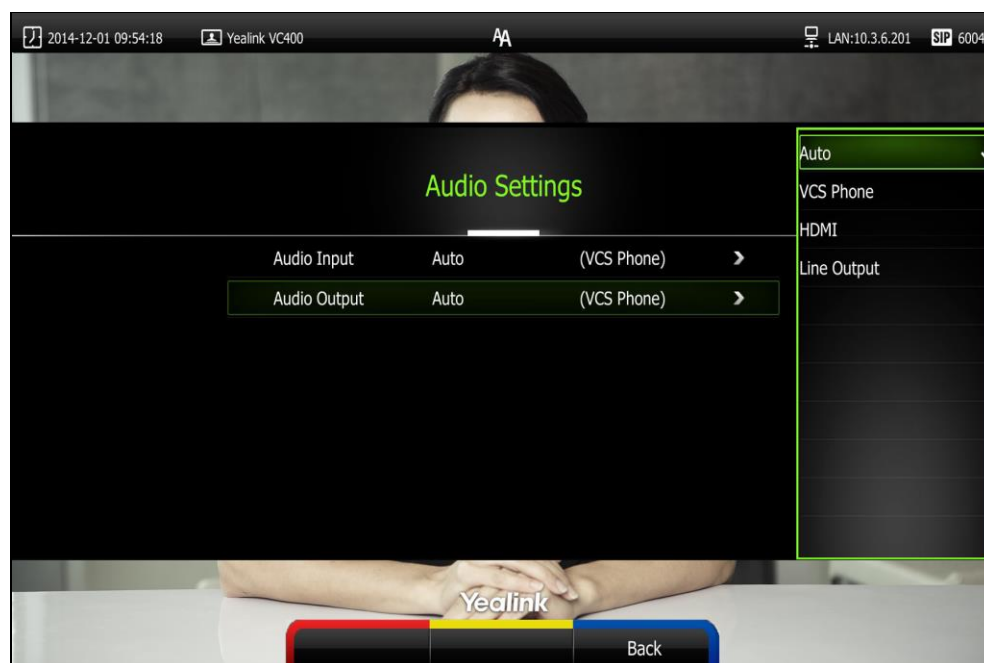 2014-12-01 09:54:18 Yealink VC400 AA LAN:10.3.6.201 SIP 6004
Audio Settings
Audio Input Auto (VCS Phone)
Audio Output Auto (VCS Phone)
Auto
VCS Phone
HDMI
Line Output
Yealink
Back